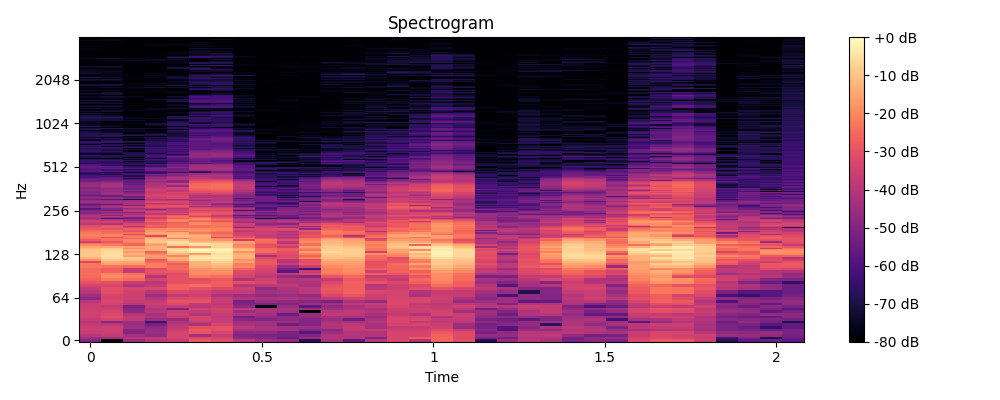 Spectrogram
Hz
2048
1024
512
256
128
64
0
0
0.5
1
1.5
2
Time
+0 dB
-10 dB
-20 dB
-30 dB
-40 dB
-50 dB
-60 dB
-70 dB
-80 dB